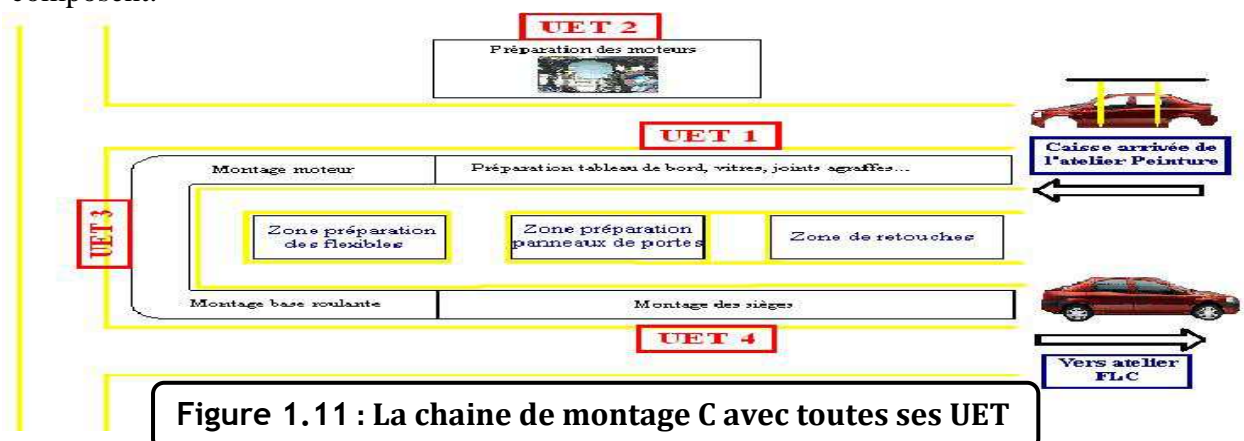 composent.
UET 2
Préparation des moteurs
UET 1
Caisse arrivée de
l'atelier Peinture
Montage moteur
Préparation tableau de bord, vitres, joints agraffes...
UET 3
Zone préparation
des flexibles
Zone préparation
panneaux de portes
Zone de retouches
Montage base roulante
Montage des sièges
UET 4
Vers atelier
FLC
Figure 1.11 : La chaine de montage C avec toutes ses UET